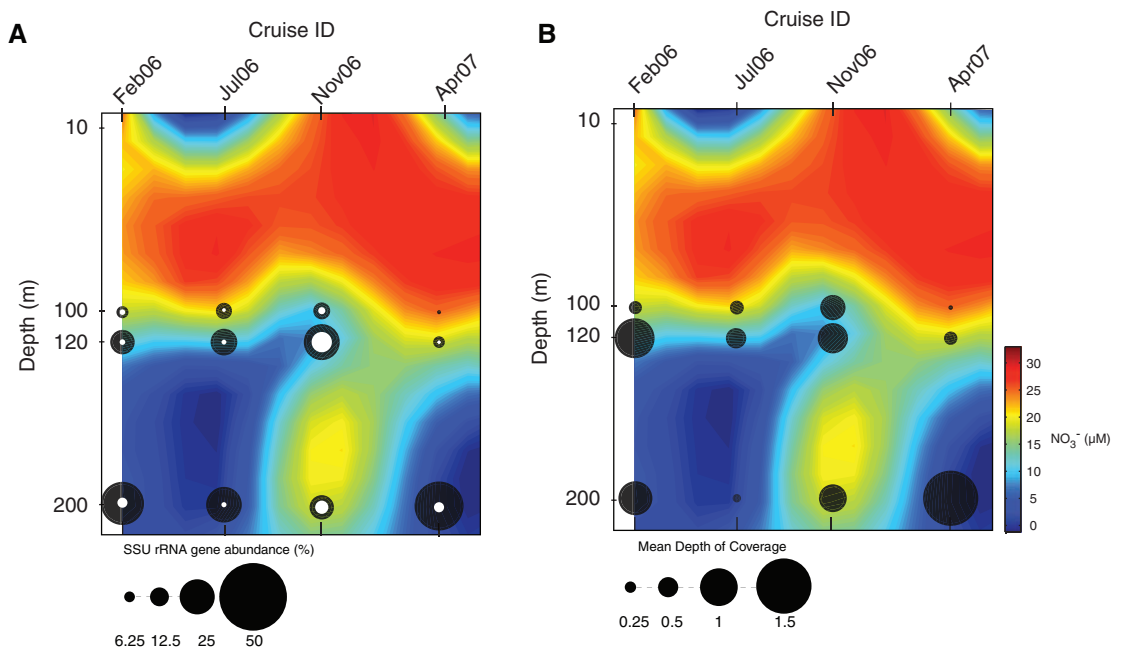 A
Cruise ID
Feb06 Jul06 Nov06 Apr07
10
100
120
200
Depth (m)
SSU rRNA gene abundance (%)
6.25 12.5 25 50
B
Cruise ID
Feb06 Jul06 Nov06 Apr07
10
100
120
200
Depth (m)
Mean Depth of Coverage
0.25 0.5 1 1.5
30
25
20
15
10
5
0
NO₃⁻ (µM)